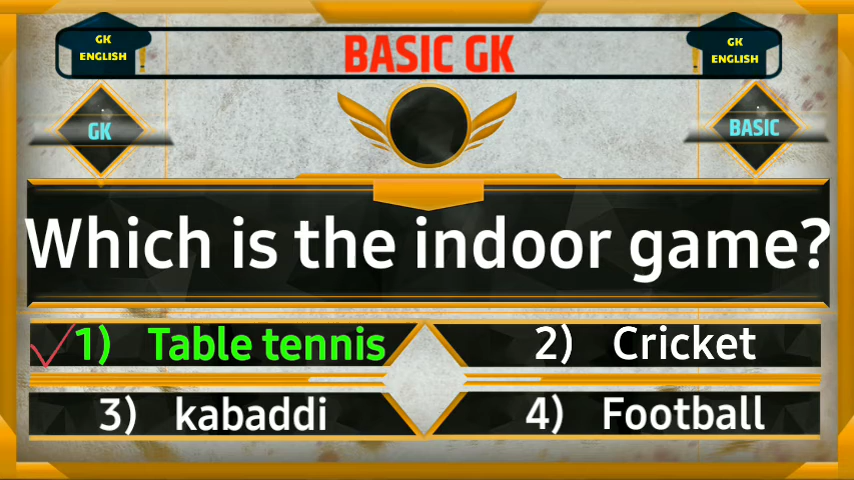 GK
ENGLISH
BASIC GK
GK
ENGLISH
GK
BASIC
Which is the indoor game?
1) Table tennis
2) Cricket
3) kabaddi
4) Football